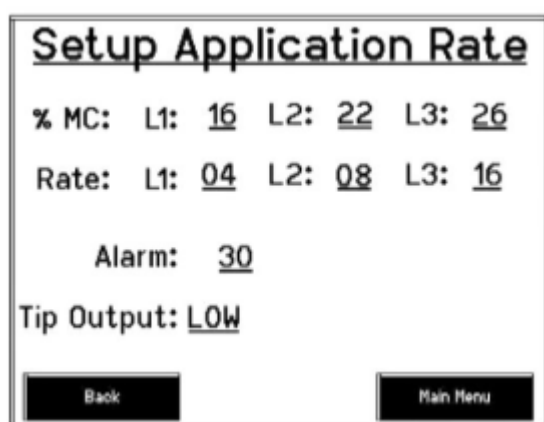 Setup Application Rate
% MC: L1: 16 L2: 22 L3: 26
Rate: L1: 04 L2: 08 L3: 16
Alarm: 30
Tip Output: LOW
Back Main Menu